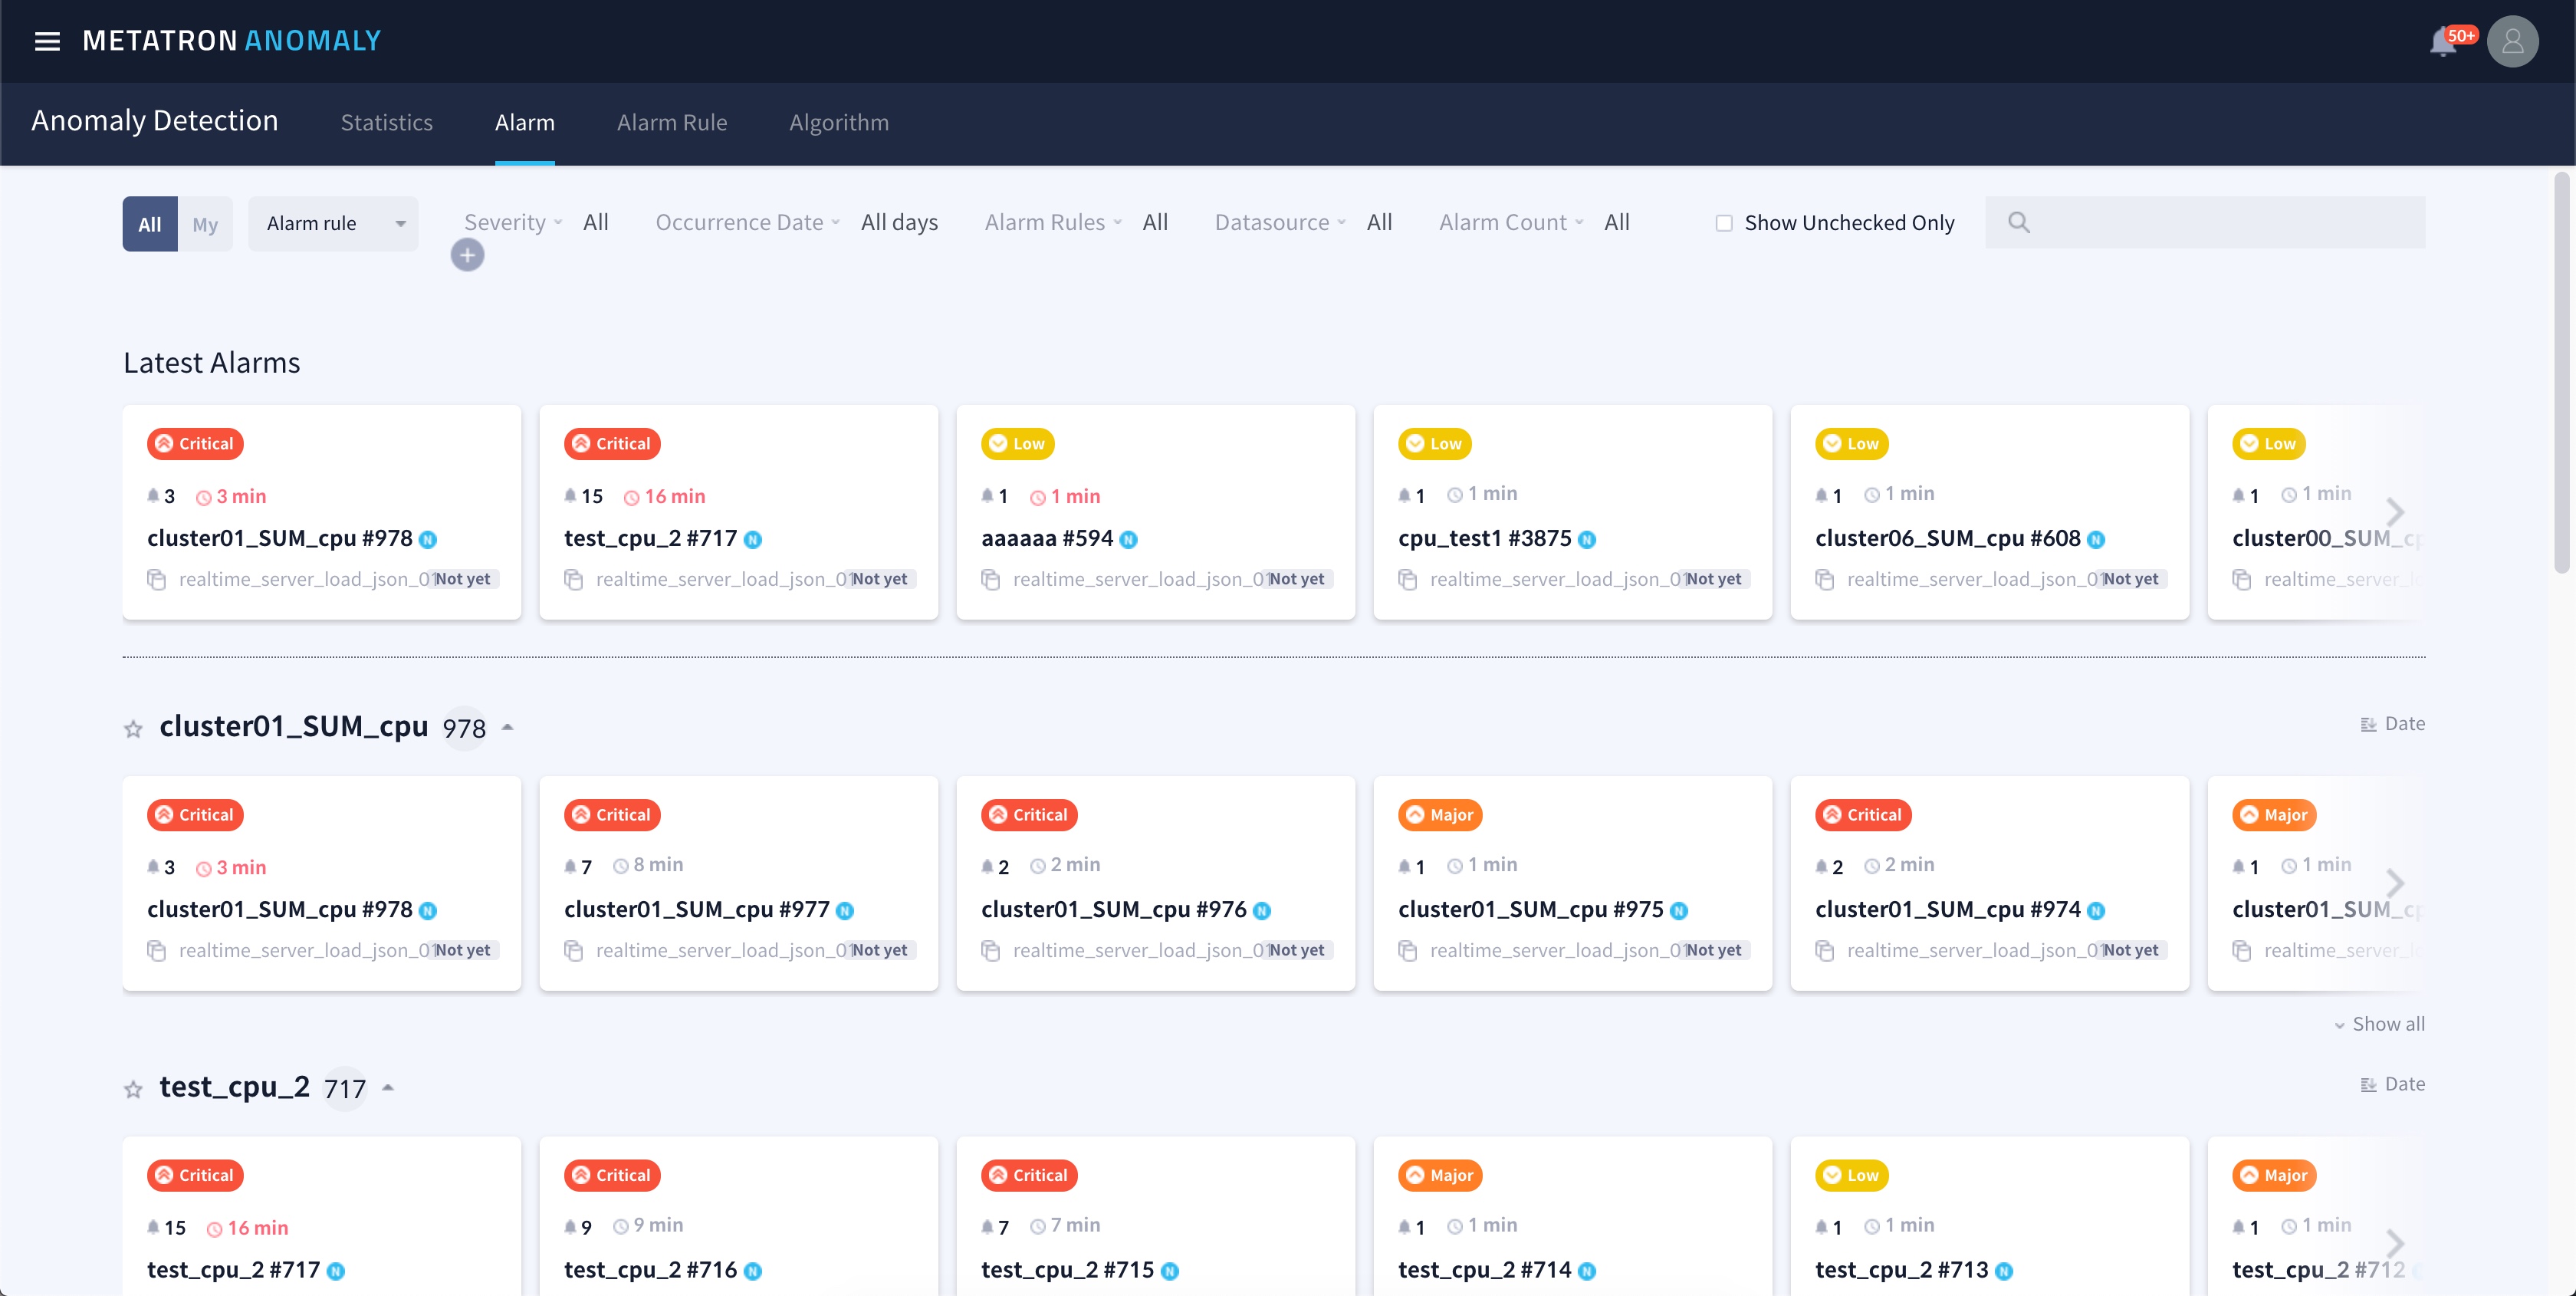 METATRON ANOMALY
50+
Anomaly Detection Statistics Alarm Alarm Rule Algorithm
All My Alarm rule Severity All Occurrence Date All days Alarm Rules All Datasource All Alarm Count All Show Unchecked Only
Latest Alarms
Critical Critical Low Low Low Low
3 3 min 15 16 min 1 1 min 1 1 min 1 1 min 1 1 min
cluster01_SUM_cpu #978 N test_cpu_2 #717 N aaaaaa #594 N cpu_test1 #3875 N cluster06_SUM_cpu #608 N cluster00_SUM_cp
realtime_server_load_json_01 Not yet realtime_server_load_json_01 Not yet realtime_server_load_json_01 Not yet realtime_server_load_json_01 Not yet realtime_server_load_json_01 Not yet realtime_server_lo
cluster01_SUM_cpu 978 Date
Critical Critical Critical Major Critical Major
3 3 min 7 8 min 2 2 min 1 1 min 2 2 min 1 1 min
cluster01_SUM_cpu #978 N cluster01_SUM_cpu #977 N cluster01_SUM_cpu #976 N cluster01_SUM_cpu #975 N cluster01_SUM_cpu #974 N cluster01_SUM_cp
realtime_server_load_json_01 Not yet realtime_server_load_json_01 Not yet realtime_server_load_json_01 Not yet realtime_server_load_json_01 Not yet realtime_server_load_json_01 Not yet realtime_server_lo
Show all
test_cpu_2 717 Date
Critical Critical Critical Major Low Major
15 16 min 9 9 min 7 7 min 1 1 min 1 1 min 1 1 min
test_cpu_2 #717 N test_cpu_2 #716 N test_cpu_2 #715 N test_cpu_2 #714 N test_cpu_2 #713 N test_cpu_2 #712